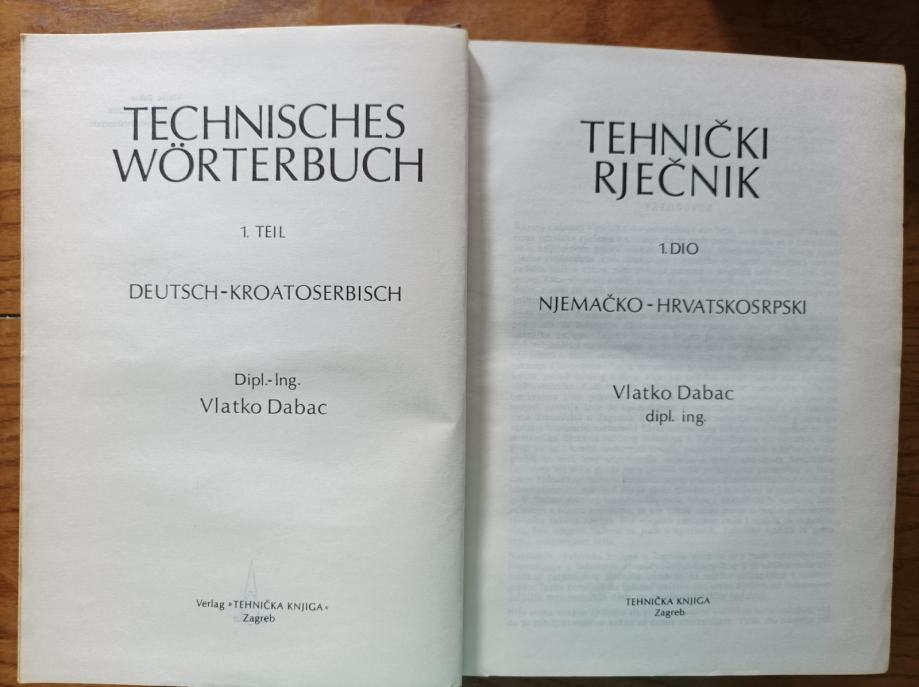 TECHNISCHES
WÖRTERBUCH
1. TEIL
DEUTSCH-KROATOSERBISCH
Dipl.-Ing.
Vlatko Dabac
Verlag »TEHNIČKA KNJIGA«
Zagreb
TEHNIČKI
RJEČNIK
1. DIO
NJEMAČKO-HRVATSKOSRPSKI
Vlatko Dabac
dipl. ing.
TEHNIČKA KNJIGA
Zagreb